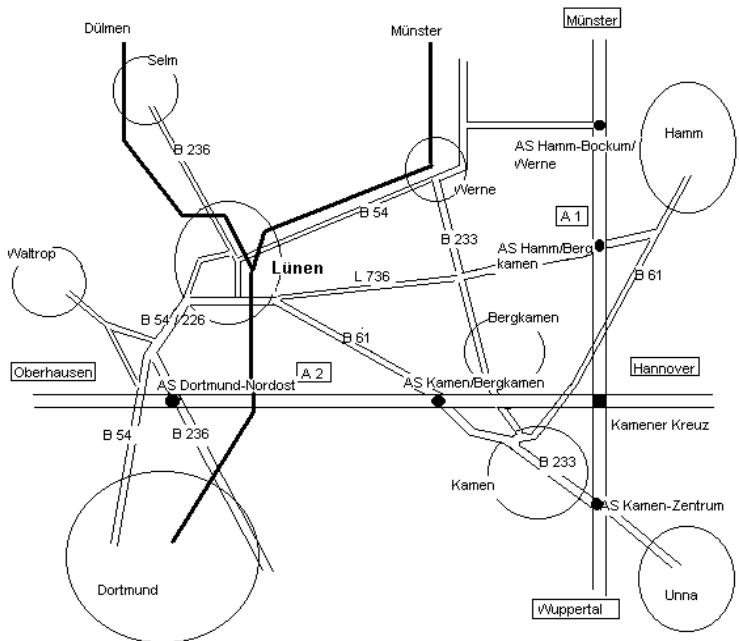 Münster
Dülmen
Münster
Selm
Hamm
B 236
AS Hamm-Bockum/
Werne
Werne
B 54
A 1
B 233
AS Hamm/Berg
kamen
Waltrop
Lünen
L 736
B 61
B 54 / 226
Bergkamen
B 61
Oberhausen
A 2
Hannover
AS Dortmund-Nordost
AS Kamen/Bergkamen
Kamener Kreuz
B 54
B 236
B 233
Kamen
AS Kamen-Zentrum
Dortmund
Unna
Wuppertal